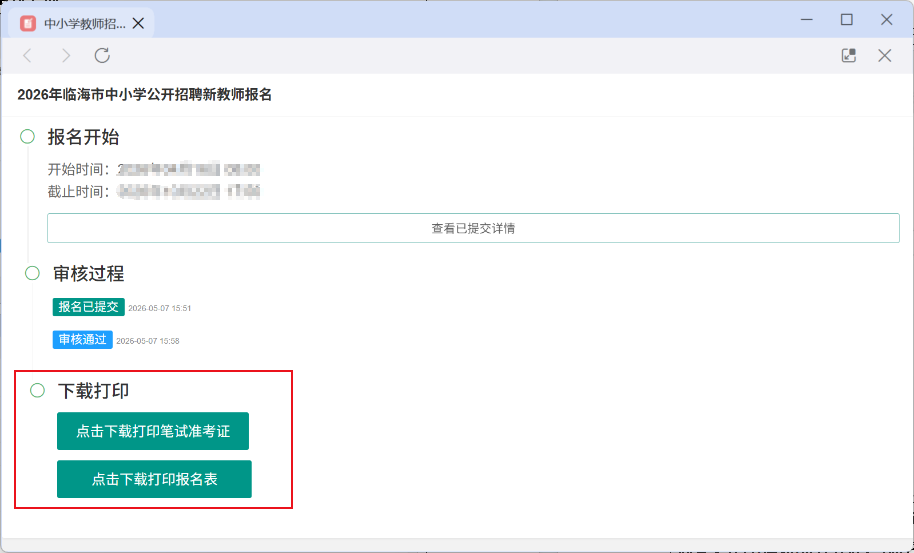 中小学教师招...
2026年临海市中小学公开招聘新教师报名
报名开始
开始时间：
截止时间：
查看已提交详情
审核过程
报名已提交 2026-05-07 15:51
审核通过 2026-05-07 15:58
下载打印
点击下载打印笔试准考证
点击下载打印报名表